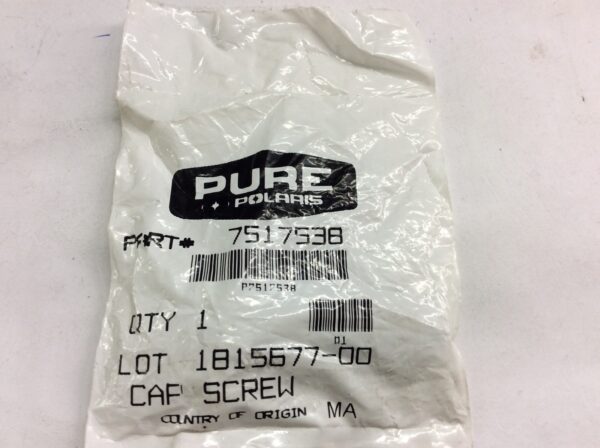 PURE
POLARIS
PART# 7517538
P7517538
QTY 1
01
LOT 1815677-00
CAP SCREW
COUNTRY OF ORIGIN MA